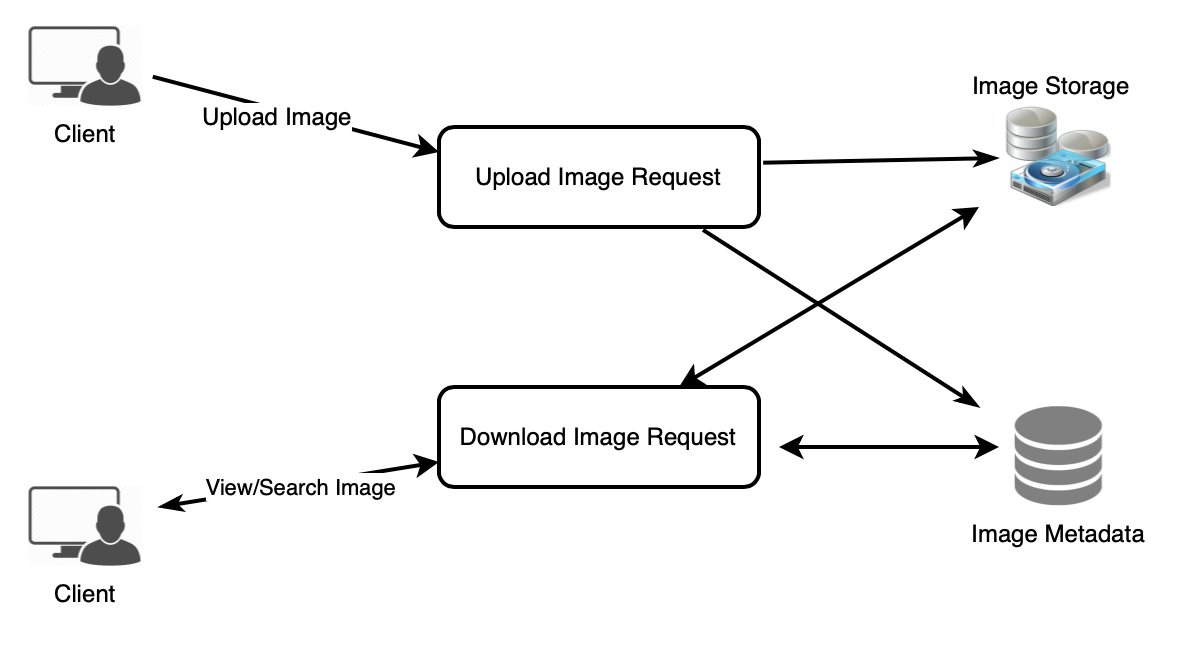 Client
Upload Image
Upload Image Request
Image Storage
Download Image Request
View/Search Image
Client
Image Metadata